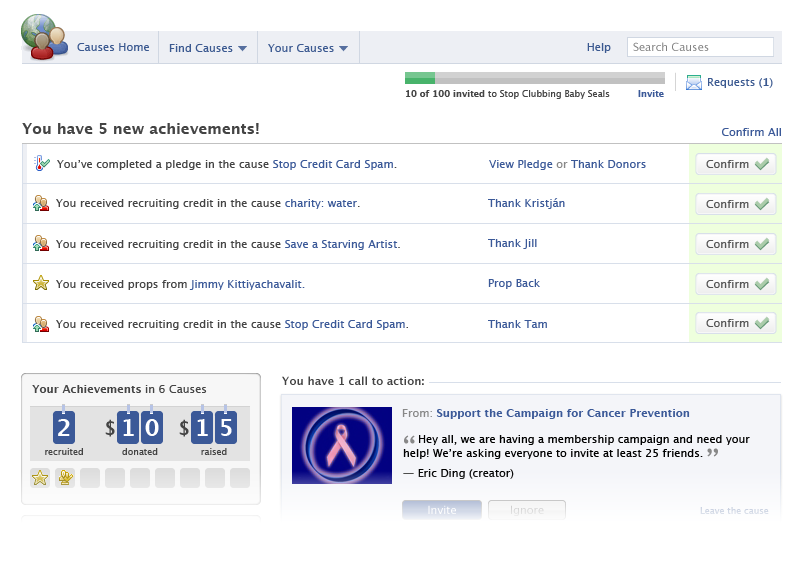 Causes Home Find Causes Your Causes Help Search Causes
10 of 100 invited to Stop Clubbing Baby Seals Invite Requests (1)
You have 5 new achievements! Confirm All
You've completed a pledge in the cause Stop Credit Card Spam. View Pledge or Thank Donors Confirm
You received recruiting credit in the cause charity: water. Thank Kristján Confirm
You received recruiting credit in the cause Save a Starving Artist. Thank Jill Confirm
You received props from Jimmy Kittiyachavalit. Prop Back Confirm
You received recruiting credit in the cause Stop Credit Card Spam. Thank Tam Confirm
Your Achievements in 6 Causes
2 $10 $15
recruited donated raised
You have 1 call to action:
From: Support the Campaign for Cancer Prevention
“Hey all, we are having a membership campaign and need your
help! We're asking everyone to invite at least 25 friends.”
— Eric Ding (creator)
Invite Ignore Leave the cause